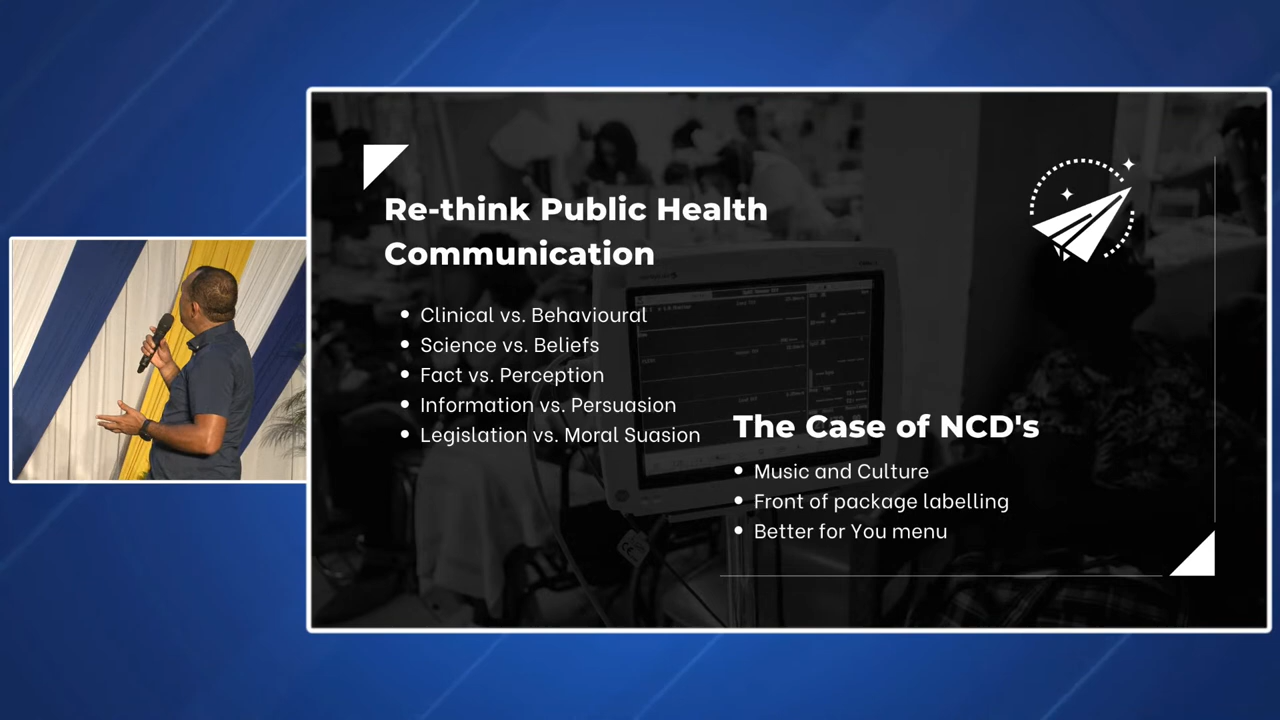 Re-think Public Health
Communication
Clinical vs. Behavioural
Science vs. Beliefs
Fact vs. Perception
Information vs. Persuasion
Legislation vs. Moral Suasion
The Case of NCD's
Music and Culture
Front of package labelling
Better for You menu